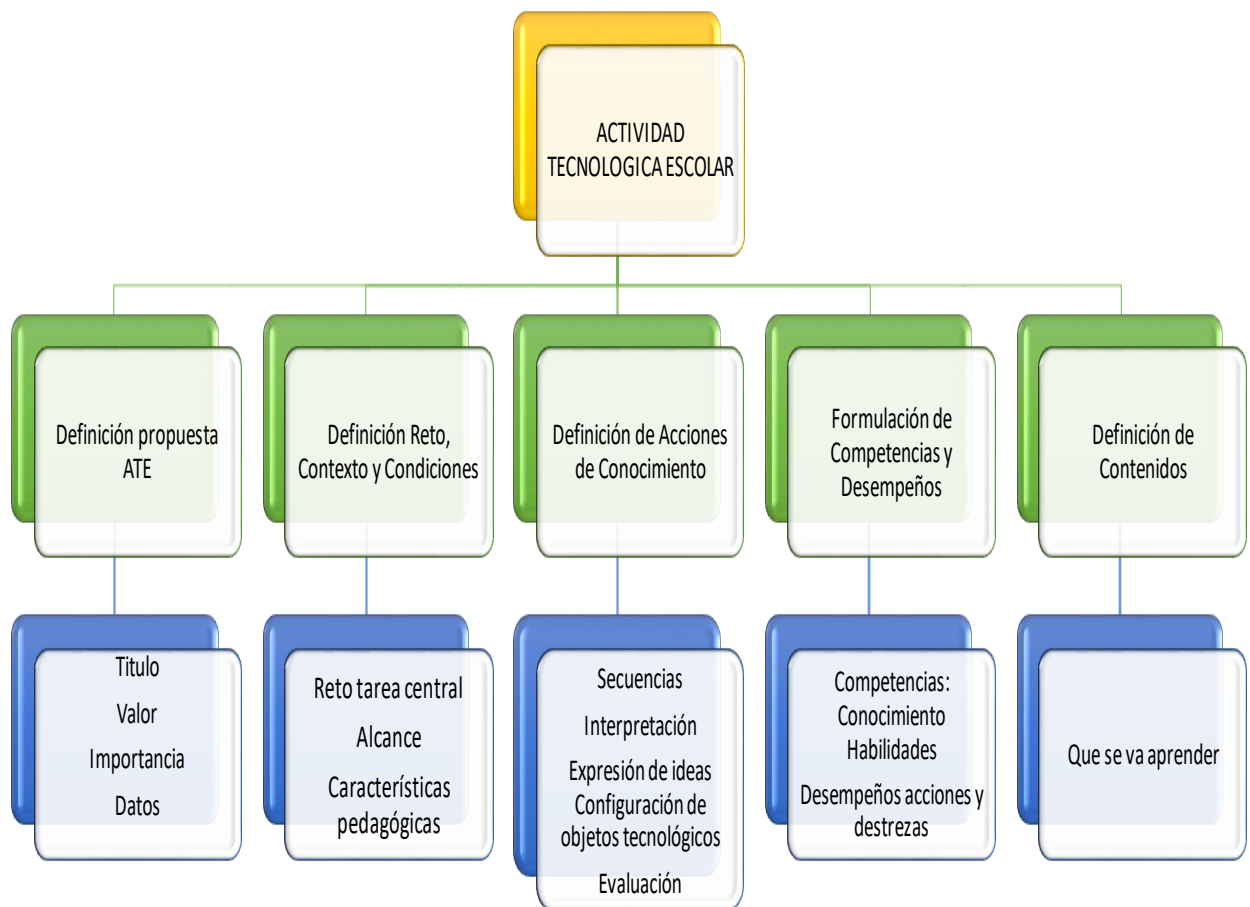 ACTIVIDAD
TECNOLOGICA ESCOLAR
Definición propuesta
ATE
Definición Reto,
Contexto y Condiciones
Definición de Acciones
de Conocimiento
Formulación de
Competencias y
Desempeños
Definición de
Contenidos
Titulo
Valor
Importancia
Datos
Reto tarea central
Alcance
Características
pedagógicas
Secuencias
Interpretación
Expresión de ideas
Configuración de
objetos tecnológicos
Evaluación
Competencias:
Conocimiento
Habilidades
Desempeños acciones y
destrezas
Que se va aprender